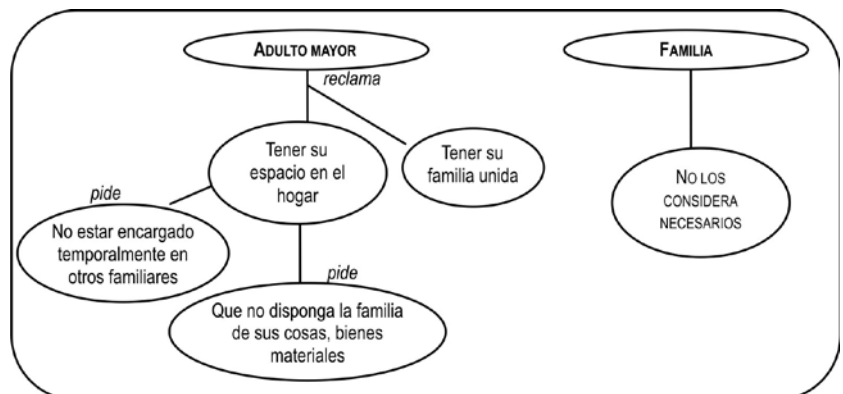 ADULTO MAYOR
reclama
Tener su
espacio en el
hogar
Tener su
familia unida
pide
No estar encargado
temporalmente en
otros familiares
pide
Que no disponga la familia
de sus cosas, bienes
materiales
FAMILIA
NO LOS
CONSIDERA
NECESARIOS